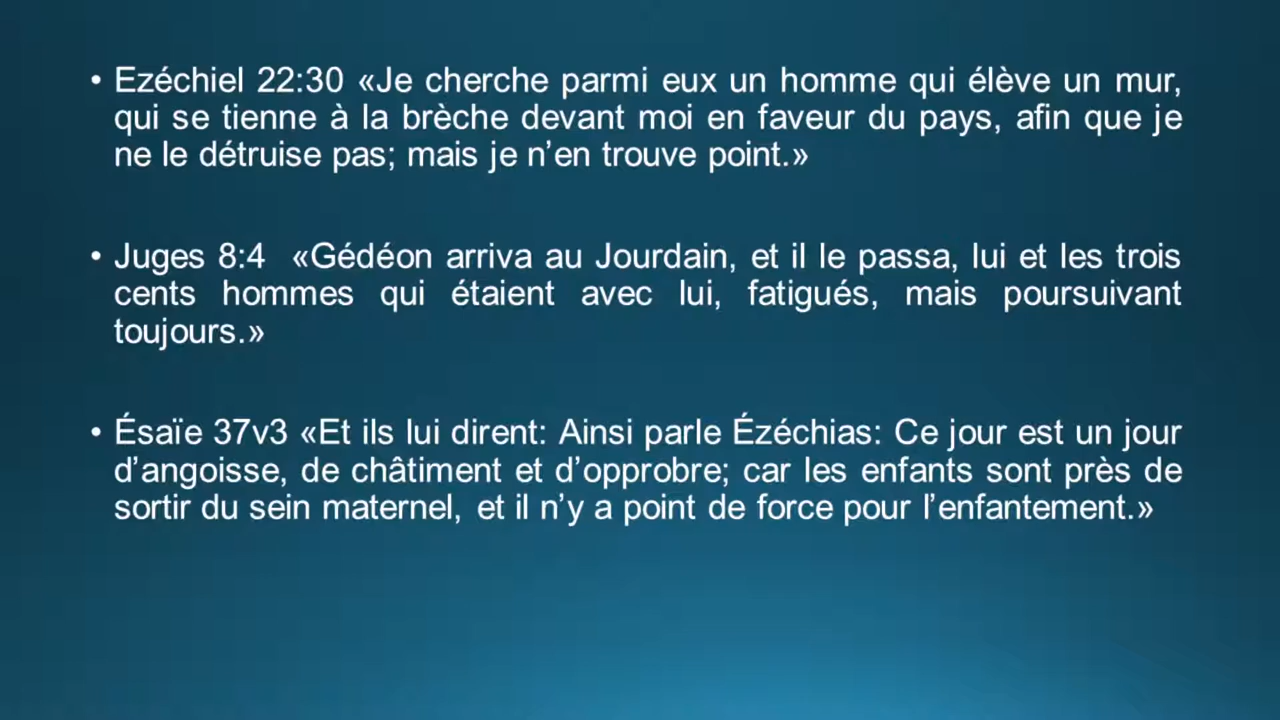 • Ezéchiel 22:30 «Je cherche parmi eux un homme qui élève un mur,
qui se tienne à la brèche devant moi en faveur du pays, afin que je
ne le détruise pas; mais je n’en trouve point.»
• Juges 8:4 «Gédéon arriva au Jourdain, et il le passa, lui et les trois
cents hommes qui étaient avec lui, fatigués, mais poursuivant
toujours.»
• Ésaïe 37v3 «Et ils lui dirent: Ainsi parle Ézéchias: Ce jour est un jour
d’angoisse, de châtiment et d’opprobre; car les enfants sont près de
sortir du sein maternel, et il n’y a point de force pour l’enfantement.»